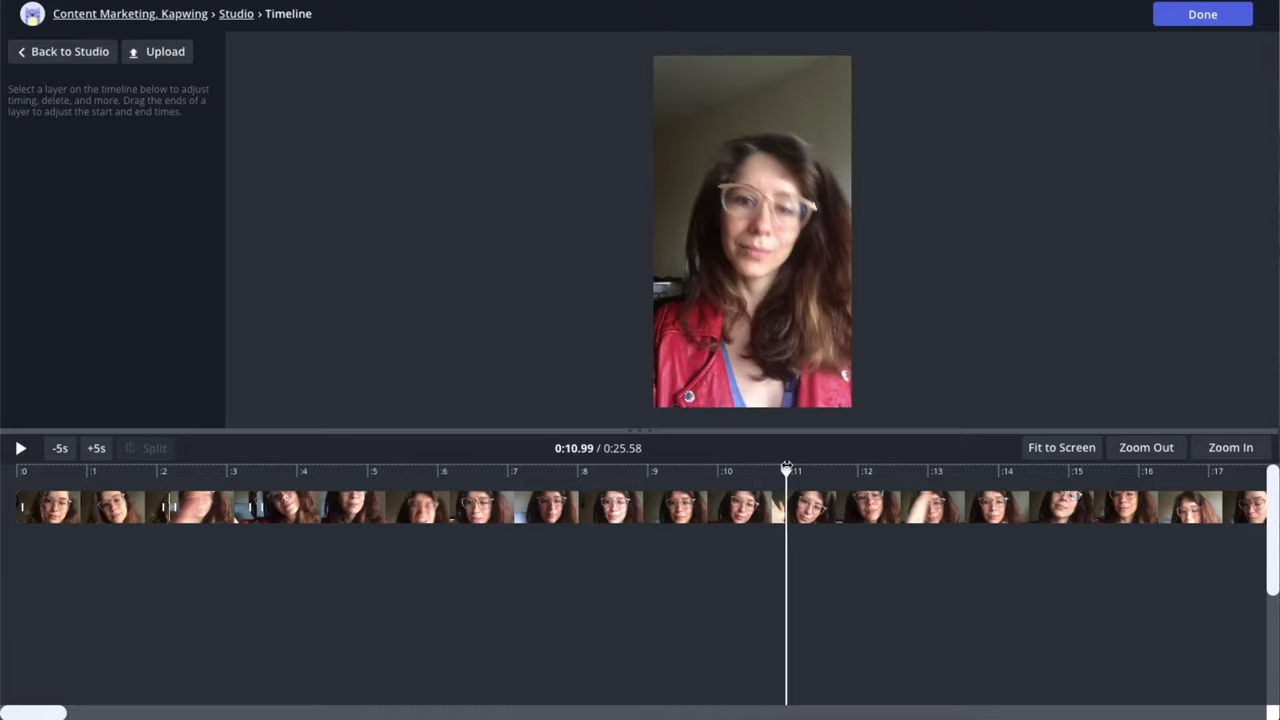 Content Marketing, Kapwing › Studio › Timeline
Done
Back to Studio
Upload
Select a layer on the timeline below to adjust
timing, delete, and more. Drag the ends of a
layer to adjust the start and end times.
-5s
+5s
Split
0:10.99 / 0:25.58
Fit to Screen
Zoom Out
Zoom In
:0 :1 :2 :3 :4 :5 :6 :7 :8 :9 :10 :11 :12 :13 :14 :15 :16 :17